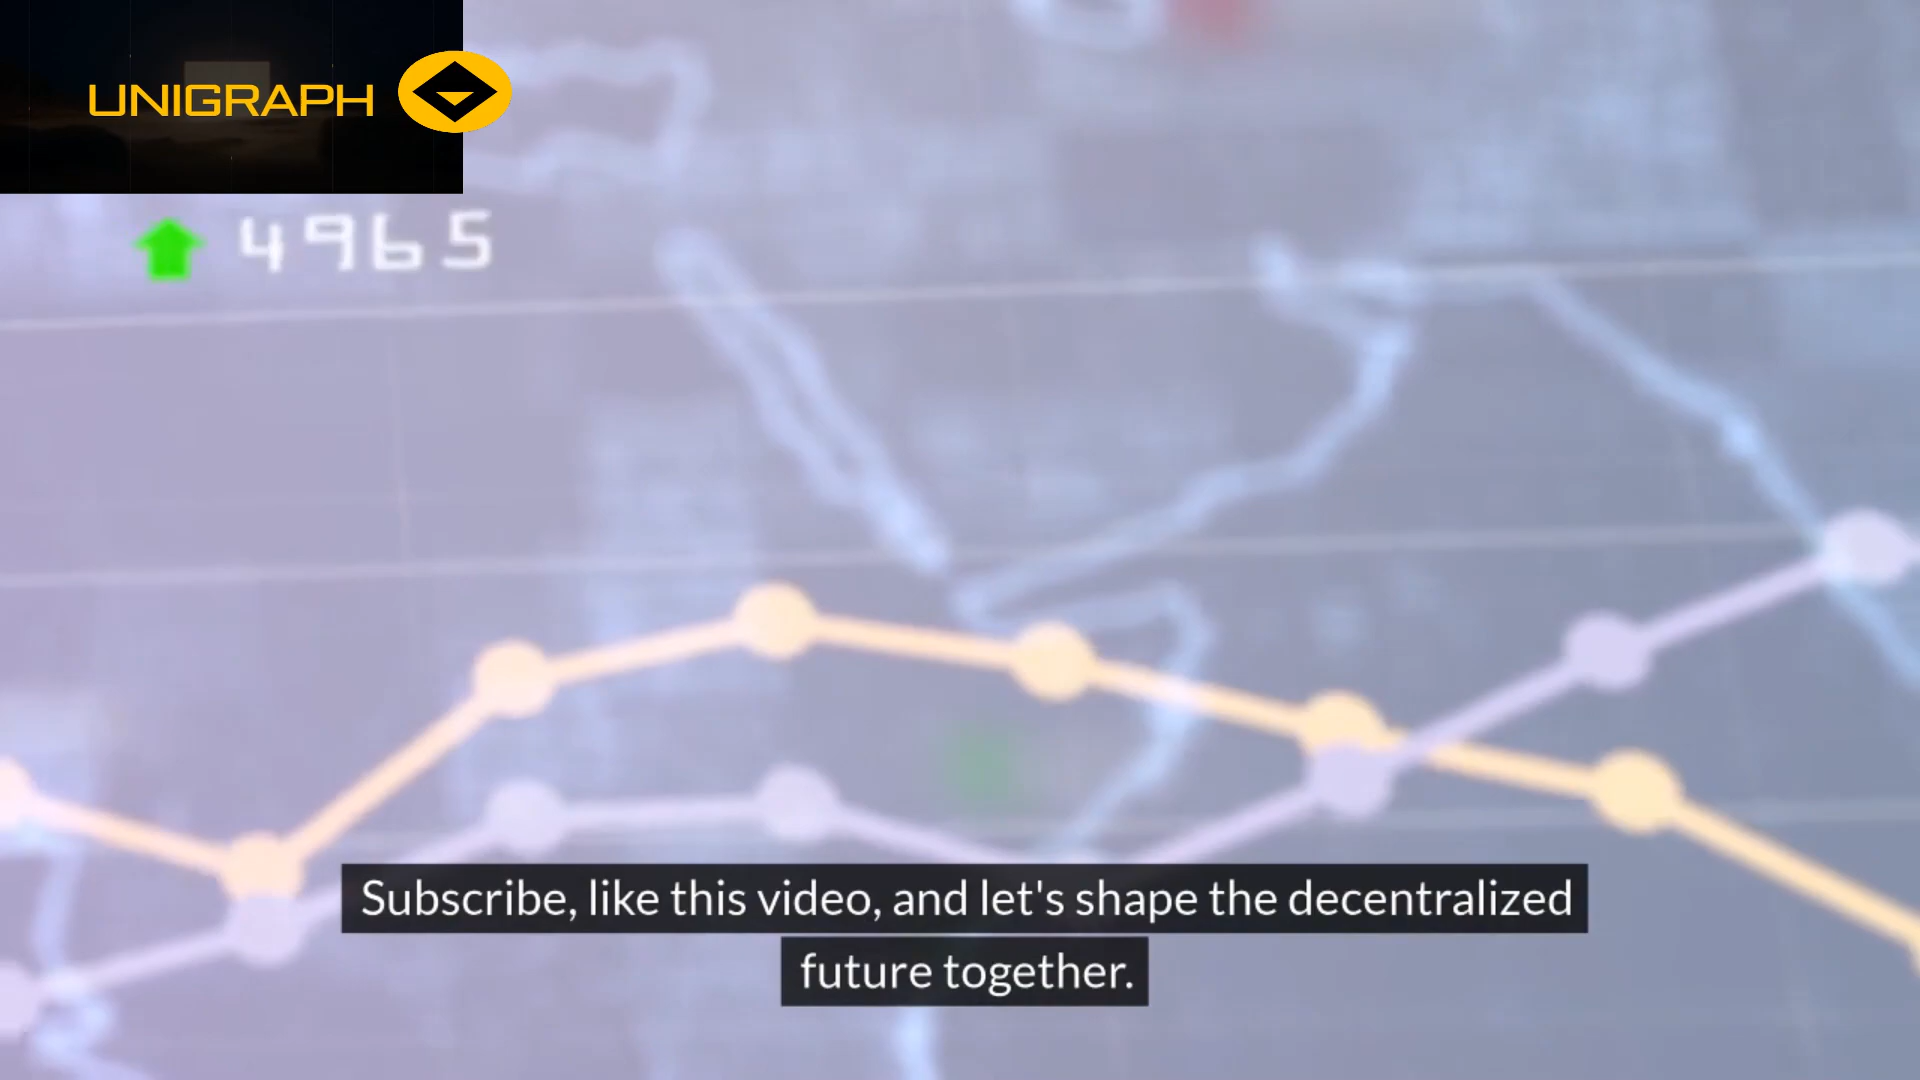 UNIGRAPH
4965
Subscribe, like this video, and let's shape the decentralized
future together.